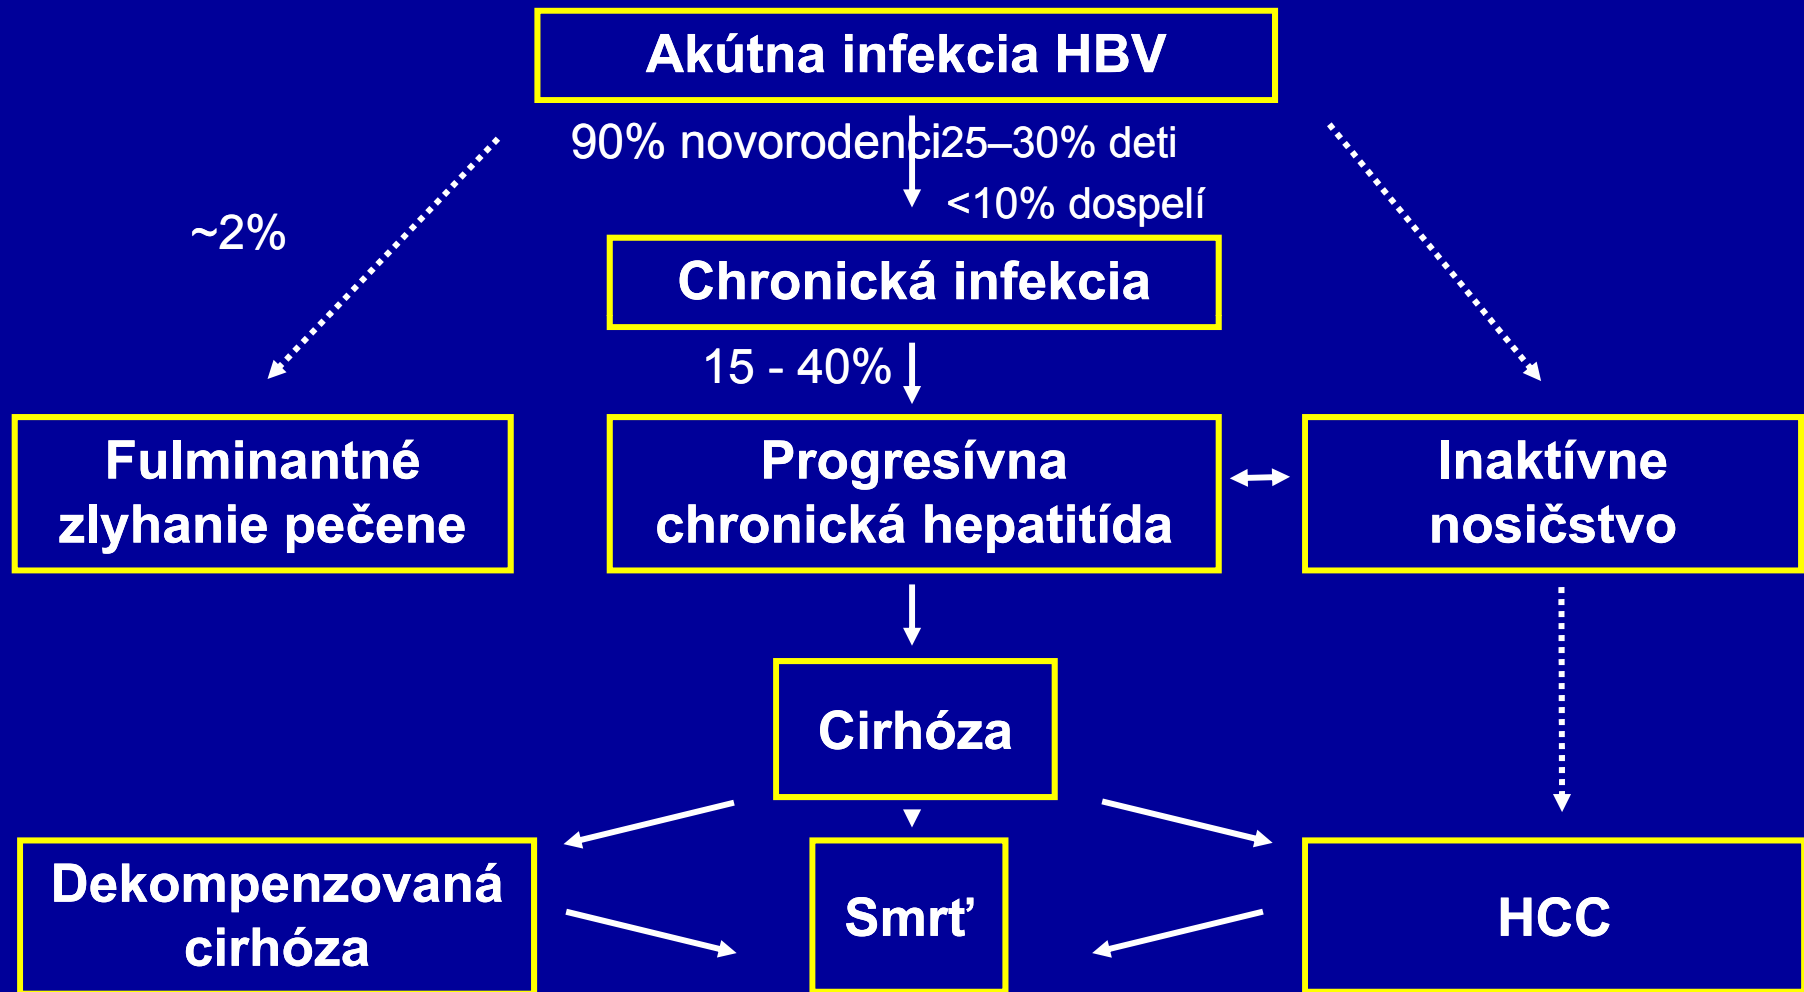 Akútna infekcia HBV
90% novorodenci
25–30% deti
<10% dospelí
~2%
Chronická infekcia
15 - 40%
Fulminantné
zlyhanie pečene
Progresívna
chronická hepatitída
Inaktívne
nosičstvo
Cirhóza
Dekompenzovaná
cirhóza
Smrť
HCC